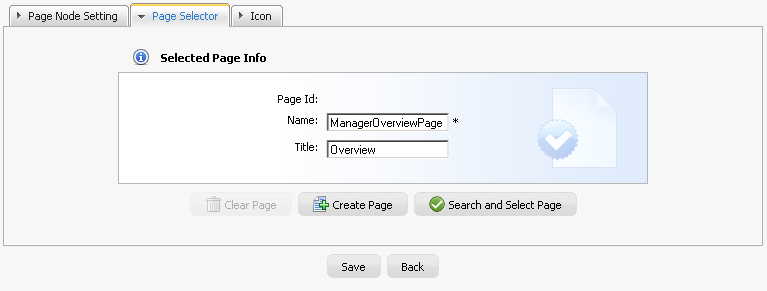 Page Node Setting Page Selector Icon
Selected Page Info
Page Id:
Name: ManagerOverviewPage *
Title: Overview
Clear Page Create Page Search and Select Page
Save Back